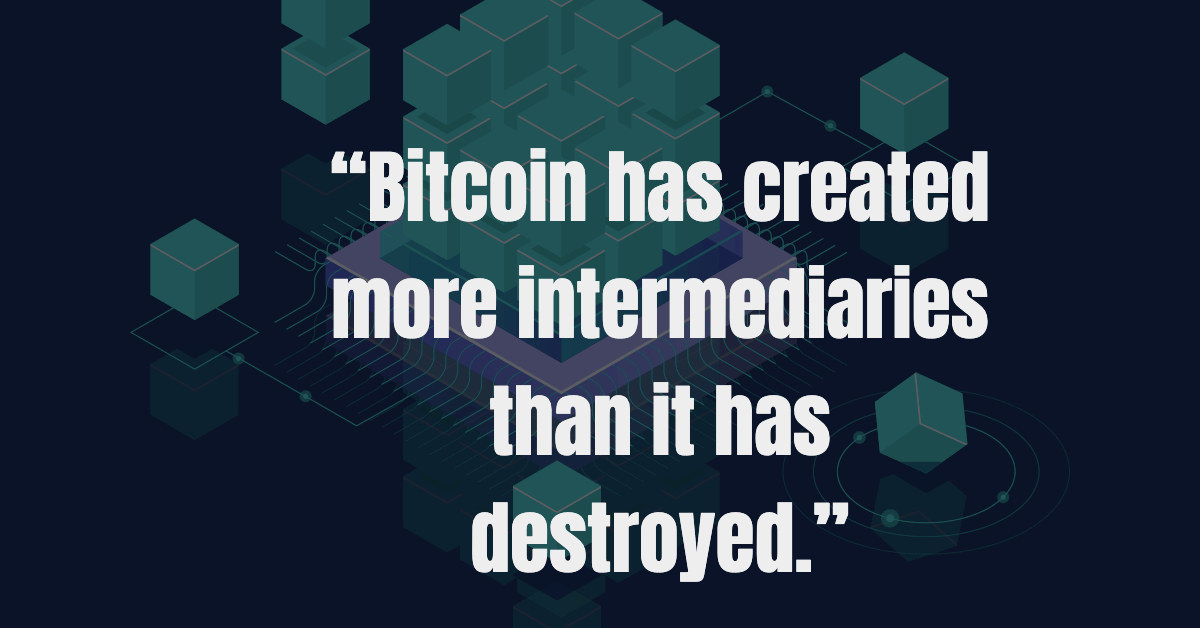 “Bitcoin has created
more intermediaries
than it has
destroyed.”